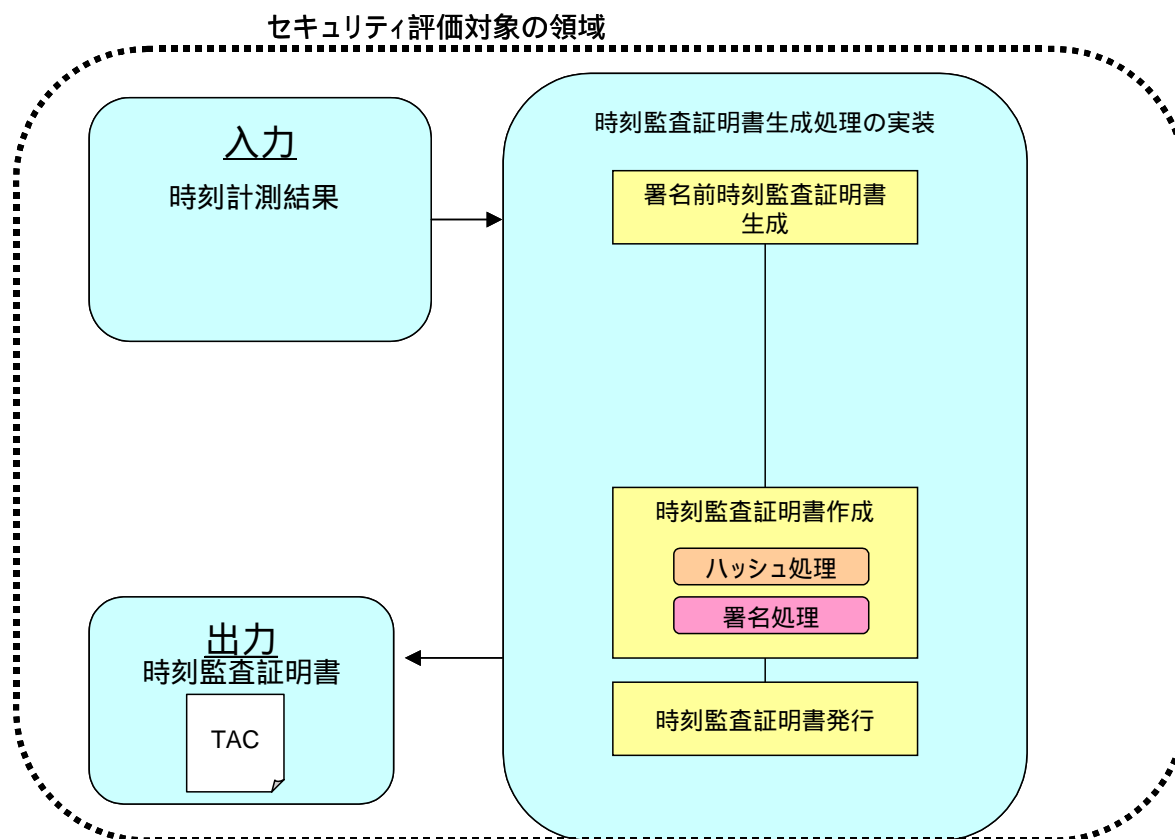 セキュリティ評価対象の領域
入力
時刻計測結果
時刻監査証明書生成処理の実装
署名前時刻監査証明書
生成
時刻監査証明書作成
ハッシュ処理
署名処理
時刻監査証明書発行
出力
時刻監査証明書
TAC